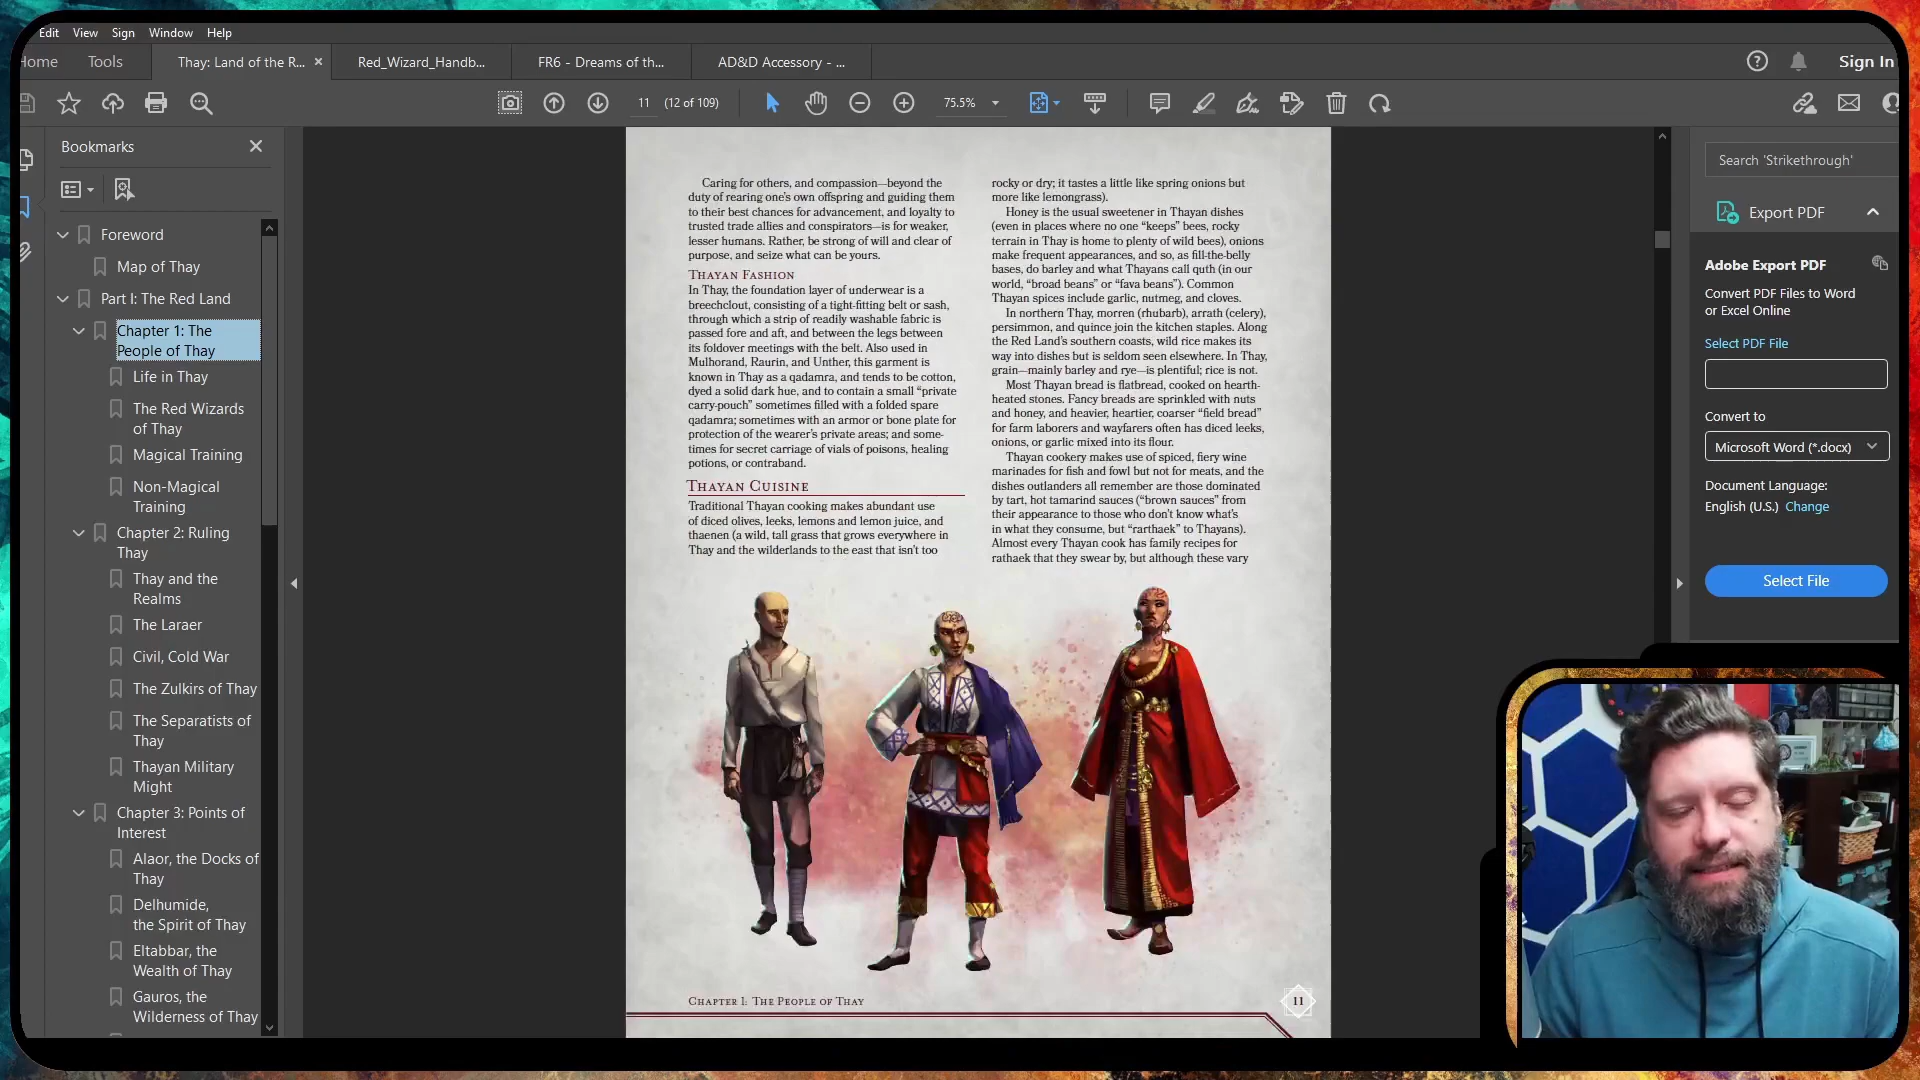 Edit View Sign Window Help
Home Tools Thay: Land of the R... Red_Wizard_Handb... FR6 - Dreams of th... AD&D Accessory - ... Sign In
11 (12 of 109) 75.5%
Bookmarks
Foreword
Map of Thay
Part I: The Red Land
Chapter 1: The
People of Thay
Life in Thay
The Red Wizards
of Thay
Magical Training
Non-Magical
Training
Chapter 2: Ruling
Thay
Thay and the
Realms
The Laraer
Civil, Cold War
The Zulkirs of Thay
The Separatists of
Thay
Thayan Military
Might
Chapter 3: Points of
Interest
Alaor, the Docks of
Thay
Delhumide,
the Spirit of Thay
Eltabbar, the
Wealth of Thay
Gauros, the
Wilderness of Thay
Caring for others, and compassion—beyond the
duty of rearing one's own offspring and guiding them
to their best chances for advancement, and loyalty to
trusted trade allies and conspirators—is for weaker,
lesser humans. Rather, be strong of will and clear of
purpose, and seize what can be yours.
Thayan Fashion
In Thay, the foundation layer of underwear is a
breechclout, consisting of a tight-fitting belt or sash,
through which a strip of readily washable fabric is
passed fore and aft, and between the legs between
its foldover meetings with the belt. Also used in
Mulhorand, Raurin, and Unther, this garment is
known in Thay as a qadamra, and tends to be cotton,
dyed a solid dark hue, and to contain a small “private
carry-pouch” sometimes filled with a folded spare
qadamra; sometimes with an armor or bone plate for
protection of the wearer's private areas; and some-
times for secret carriage of vials of poisons, healing
potions, or contraband.
Thayan Cuisine
Traditional Thayan cooking makes abundant use
of diced olives, leeks, lemons and lemon juice, and
thaenen (a wild, tall grass that grows everywhere in
Thay and the wilderlands to the east that isn't too
rocky or dry; it tastes a little like spring onions but
more like lemongrass).
Honey is the usual sweetener in Thayan dishes
(even in places where no one “keeps” bees, rocky
terrain in Thay is home to plenty of wild bees), onions
make frequent appearances, and so, as fill-the-belly
bases, do barley and what Thayans call quth (in our
world, “broad beans” or “fava beans”). Common
Thayan spices include garlic, nutmeg, and cloves.
In northern Thay, morren (rhubarb), arrath (celery),
persimmon, and quince join the kitchen staples. Along
the Red Land's southern coasts, wild rice makes its
way into dishes but is seldom seen elsewhere. In Thay,
grain—mainly barley and rye—is plentiful; rice is not.
Most Thayan bread is flatbread, cooked on hearth-
heated stones. Fancy breads are sprinkled with nuts
and honey, and heavier, heartier, coarser “field bread”
for farm laborers and wayfarers often has diced leeks,
onions, or garlic mixed into its flour.
Thayan cookery makes use of spiced, fiery wine
marinades for fish and fowl but not for meats, and the
dishes outlanders all remember are those dominated
by tart, hot tamarind sauces (“brown sauces” from
their appearance to those who don't know what's
in what they consume, but “rarthaek” to Thayans).
Almost every Thayan cook has family recipes for
rathaek that they swear by, but although these vary
Chapter 1: The People of Thay
11
Search 'Strikethrough'
Export PDF
Adobe Export PDF
Convert PDF Files to Word
or Excel Online
Select PDF File
Convert to
Microsoft Word (*.docx)
Document Language:
English (U.S.) Change
Select File